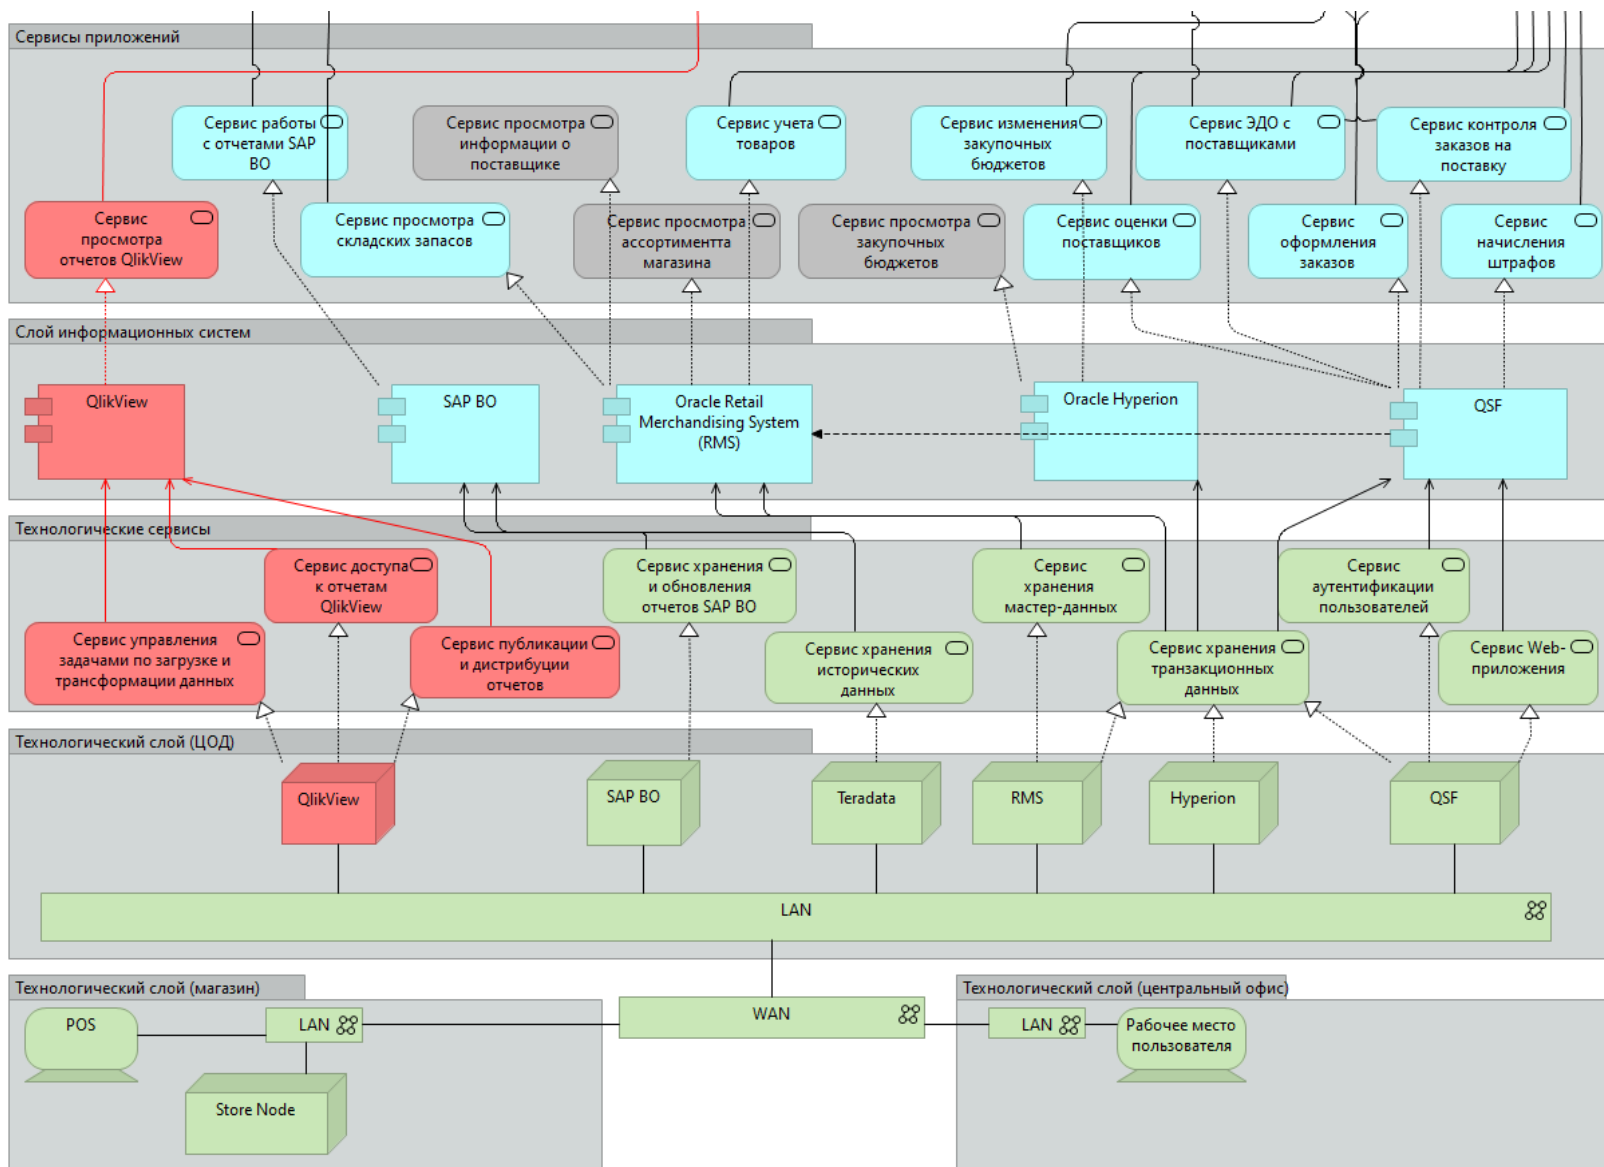 Сервисы приложений
Сервис работы
с отчетами SAP
BO
Сервис просмотра
информации о
поставщике
Сервис учета
товаров
Сервис изменения
закупочных
бюджетов
Сервис ЭДО с
поставщиками
Сервис контроля
заказов на
поставку
Сервис
просмотра
отчетов QlikView
Сервис просмотра
складских запасов
Сервис просмотра
ассортиментта
магазина
Сервис просмотра
закупочных
бюджетов
Сервис оценки
поставщиков
Сервис
оформления
заказов
Сервис
начисления
штрафов
Слой информационных систем
QlikView
SAP BO
Oracle Retail
Merchandising System
(RMS)
Oracle Hyperion
QSF
Технологические сервисы
Сервис доступа
к отчетам
QlikView
Сервис хранения
и обновления
отчетов SAP BO
Сервис
хранения
мастер-данных
Сервис
аутентификации
пользователей
Сервис управления
задачами по загрузке и
трансформации данных
Сервис публикации
и дистрибуции
отчетов
Сервис хранения
исторических
данных
Сервис хранения
транзакционных
данных
Сервис Web-
приложения
Технологический слой (ЦОД)
QlikView
SAP BO
Teradata
RMS
Hyperion
QSF
LAN
Технологический слой (магазин)
POS
LAN
Store Node
WAN
Технологический слой (центральный офис)
LAN
Рабочее место
пользователя